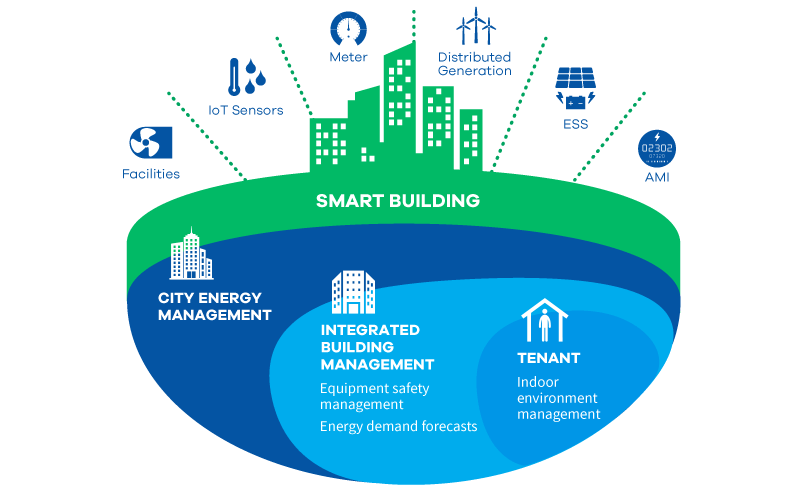 Meter
Distributed
Generation
IoT Sensors
ESS
Facilities
02302
AMI
SMART BUILDING
CITY ENERGY
MANAGEMENT
INTEGRATED
BUILDING
MANAGEMENT
Equipment safety
management
Energy demand forecasts
TENANT
Indoor
environment
management